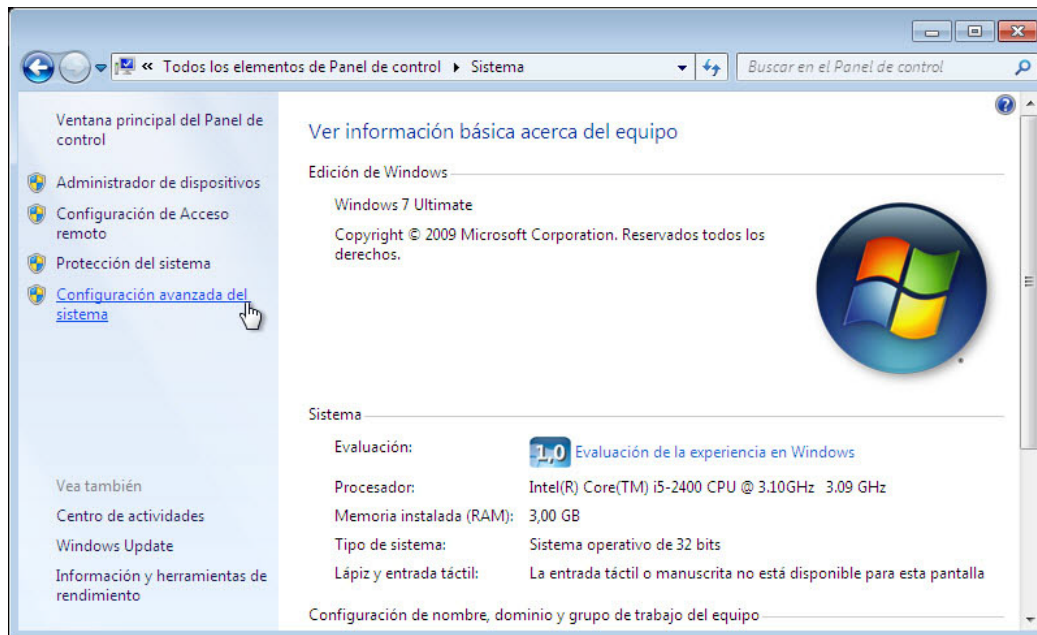 « Todos los elementos de Panel de control ▸ Sistema
Buscar en el Panel de control
Ventana principal del Panel de
control
Administrador de dispositivos
Configuración de Acceso
remoto
Protección del sistema
Configuración avanzada del
sistema
Vea también
Centro de actividades
Windows Update
Información y herramientas de
rendimiento
Ver información básica acerca del equipo
Edición de Windows
Windows 7 Ultimate
Copyright © 2009 Microsoft Corporation. Reservados todos los
derechos.
Sistema
Evaluación: 1,0 Evaluación de la experiencia en Windows
Procesador: Intel(R) Core(TM) i5-2400 CPU @ 3.10GHz 3.09 GHz
Memoria instalada (RAM): 3,00 GB
Tipo de sistema: Sistema operativo de 32 bits
Lápiz y entrada táctil: La entrada táctil o manuscrita no está disponible para esta pantalla
Configuración de nombre, dominio y grupo de trabajo del equipo